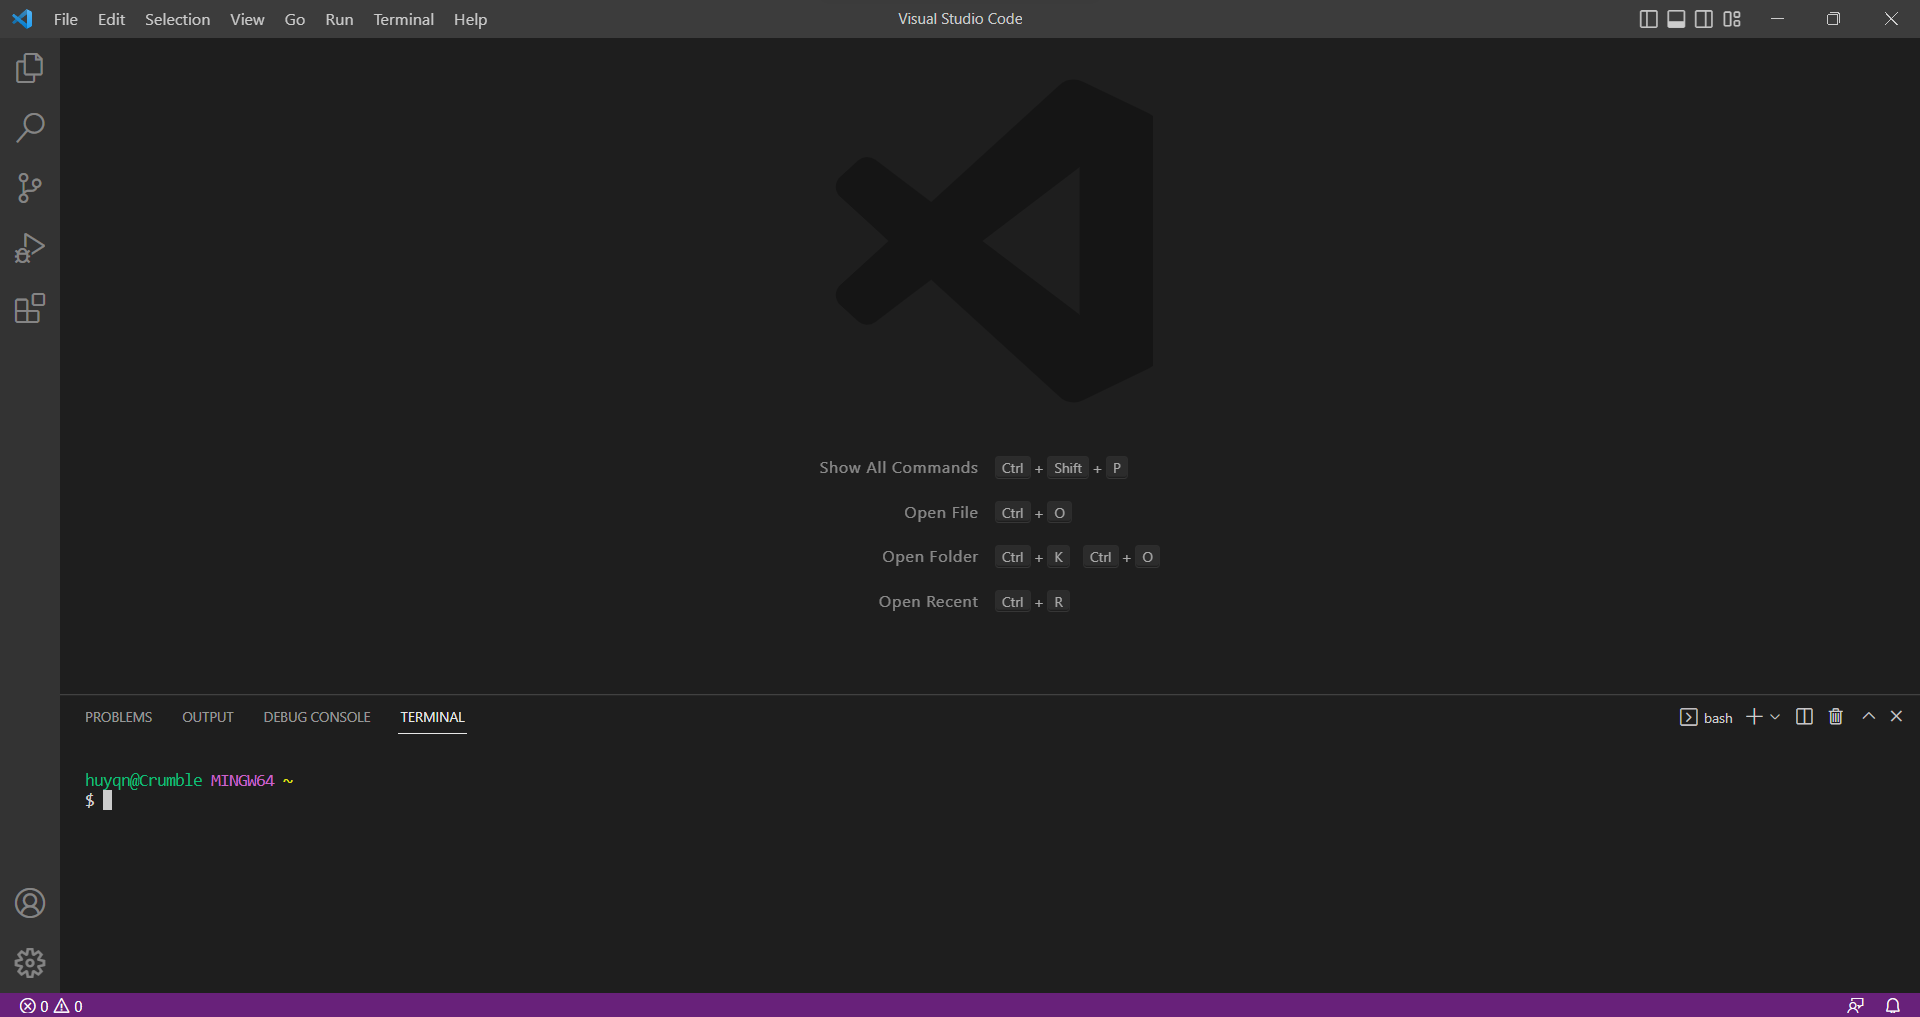 File Edit Selection View Go Run Terminal Help Visual Studio Code
Show All Commands Ctrl + Shift + P
Open File Ctrl + O
Open Folder Ctrl + K Ctrl + O
Open Recent Ctrl + R
PROBLEMS OUTPUT DEBUG CONSOLE TERMINAL bash
huyqn@Crumble MINGW64 ~
$
0 0